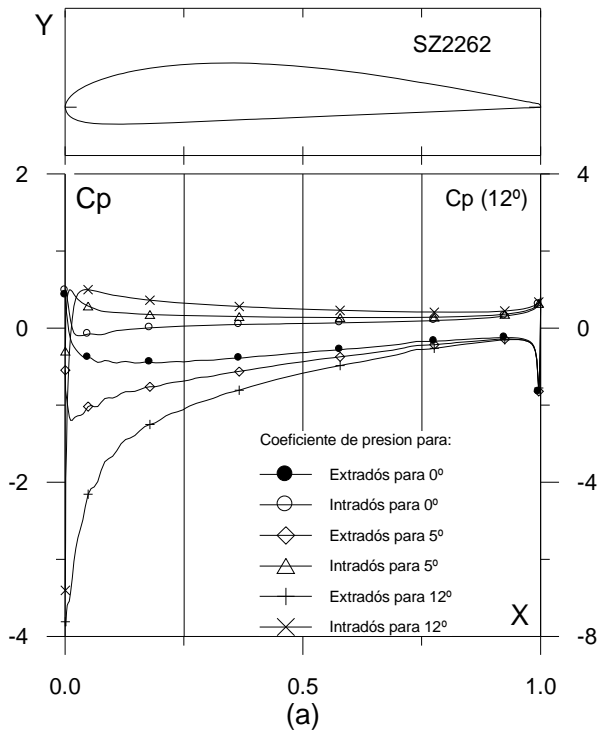 Y
SZ2262
2
4
Cp
Cp (12º)
0
0
Coeficiente de presion para:
Extradós para 0º
-2
Intradós para 0º
-4
Extradós para 5º
Intradós para 5º
Extradós para 12º
Intradós para 12º
X
-4
-8
0.0
0.5
1.0
(a)